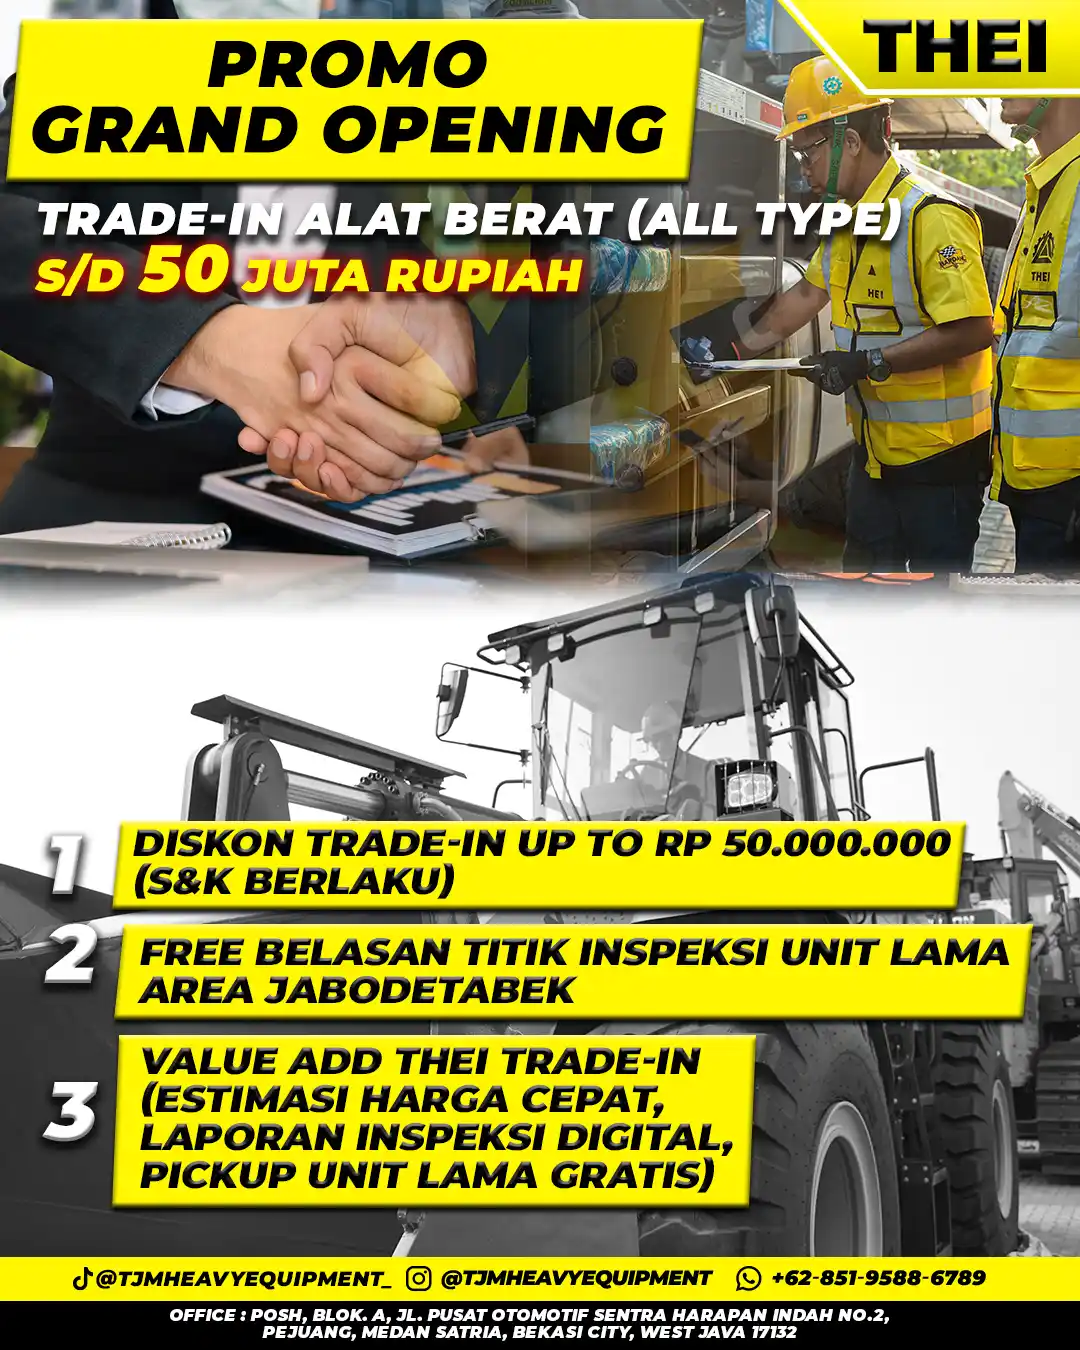 PROMO
GRAND OPENING
THEI
TRADE-IN ALAT BERAT (ALL TYPE)
S/D 50 JUTA RUPIAH
THEI
HEI
1
DISKON TRADE-IN UP TO RP 50.000.000
(S&K BERLAKU)
2
FREE BELASAN TITIK INSPEKSI UNIT LAMA
AREA JABODETABEK
3
VALUE ADD THEI TRADE-IN
(ESTIMASI HARGA CEPAT,
LAPORAN INSPEKSI DIGITAL,
PICKUP UNIT LAMA GRATIS)
@TJMHEAVYEQUIPMENT_ @TJMHEAVYEQUIPMENT +62-851-9588-6789
OFFICE : POSH, BLOK. A, JL. PUSAT OTOMOTIF SENTRA HARAPAN INDAH NO.2,
PEJUANG, MEDAN SATRIA, BEKASI CITY, WEST JAVA 17132